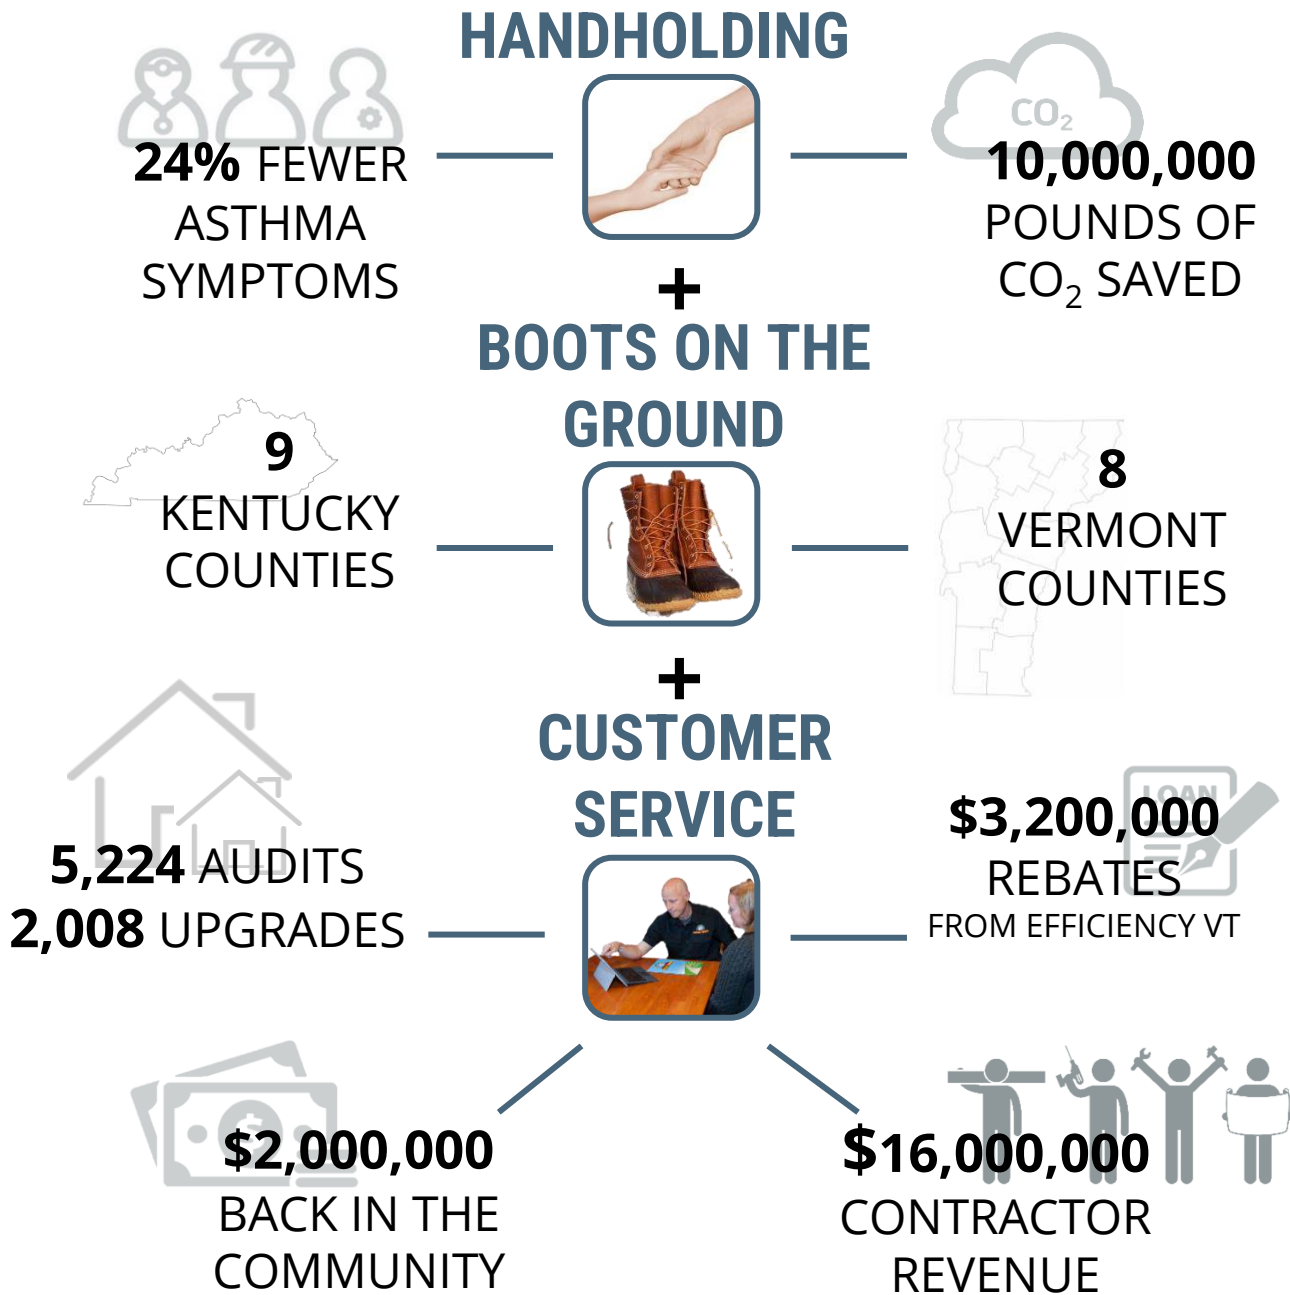 HANDHOLDING
24% FEWER
ASTHMA
SYMPTOMS
CO₂
10,000,000
POUNDS OF
CO₂ SAVED
+
BOOTS ON THE
GROUND
9
KENTUCKY
COUNTIES
8
VERMONT
COUNTIES
+
CUSTOMER
SERVICE
5,224 AUDITS
2,008 UPGRADES
LOAN
$3,200,000
REBATES
FROM EFFICIENCY VT
$
$2,000,000
BACK IN THE
COMMUNITY
$16,000,000
CONTRACTOR
REVENUE